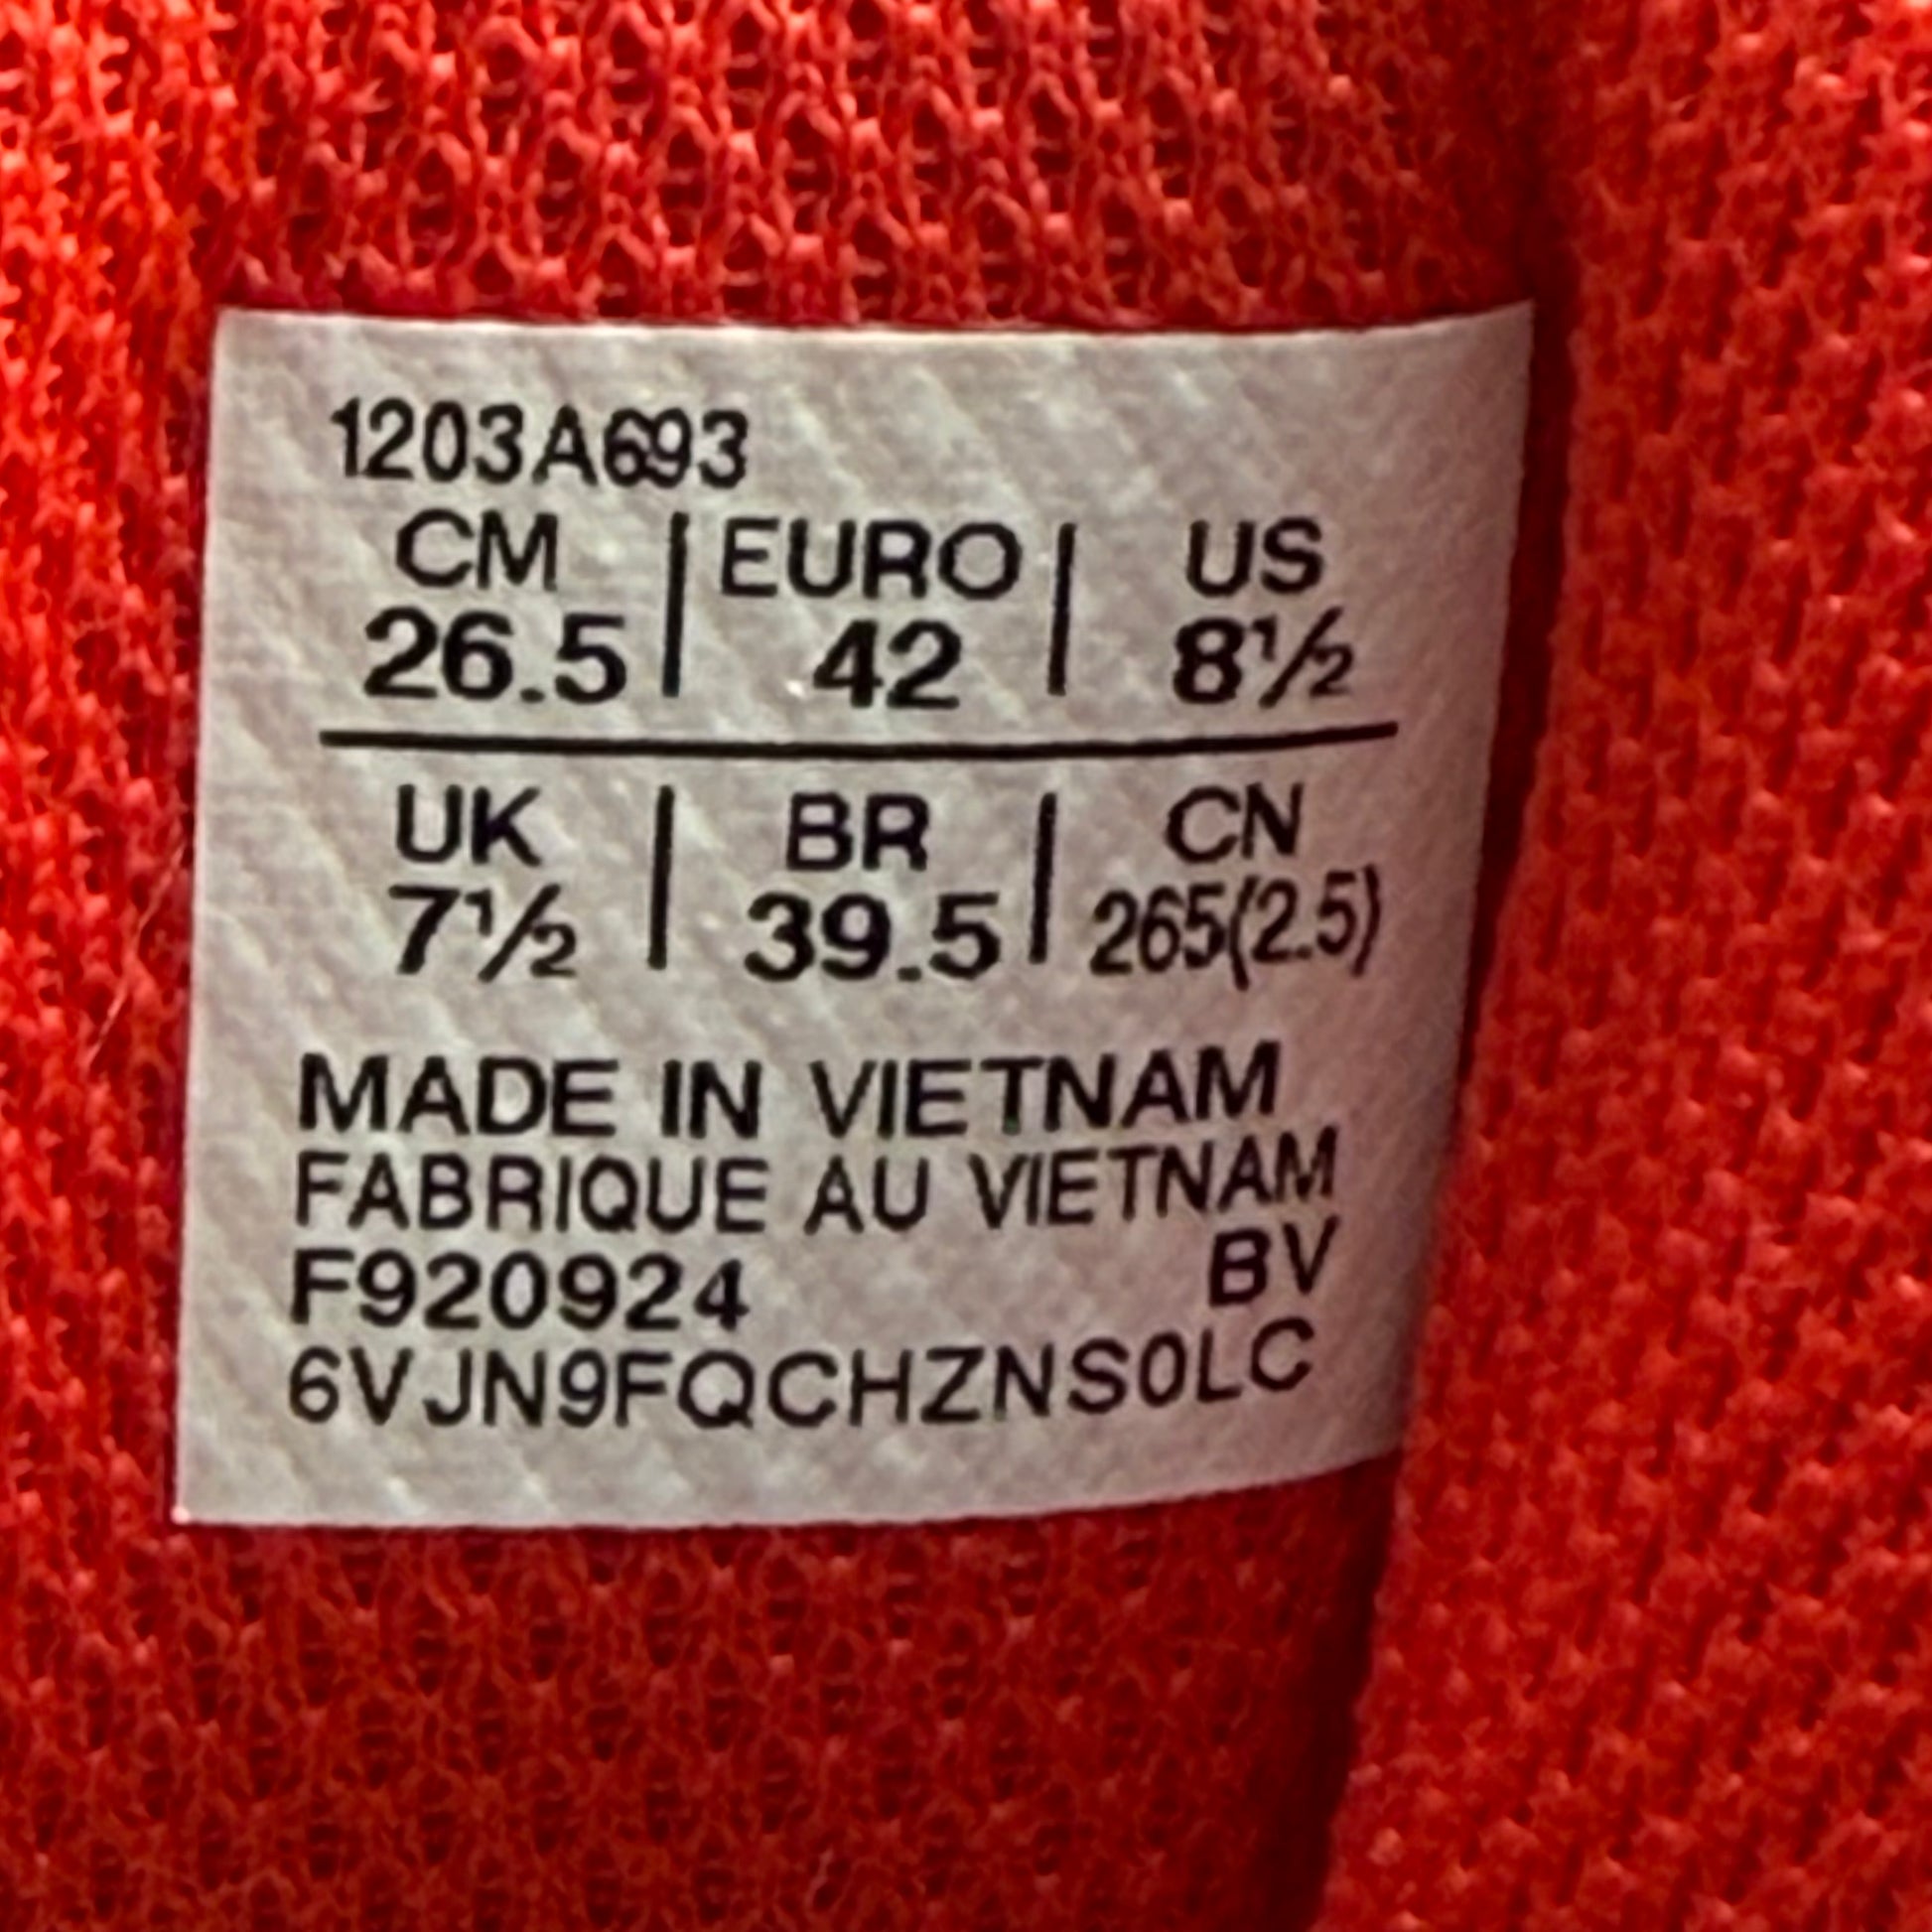 1203A693
CM | EURO | US
26.5 | 42 | 8½
UK | BR | CN
7½ | 39.5 | 265(2.5)
MADE IN VIETNAM
FABRIQUE AU VIETNAM
F920924 BV
6VJN9FQCHZNS0LC